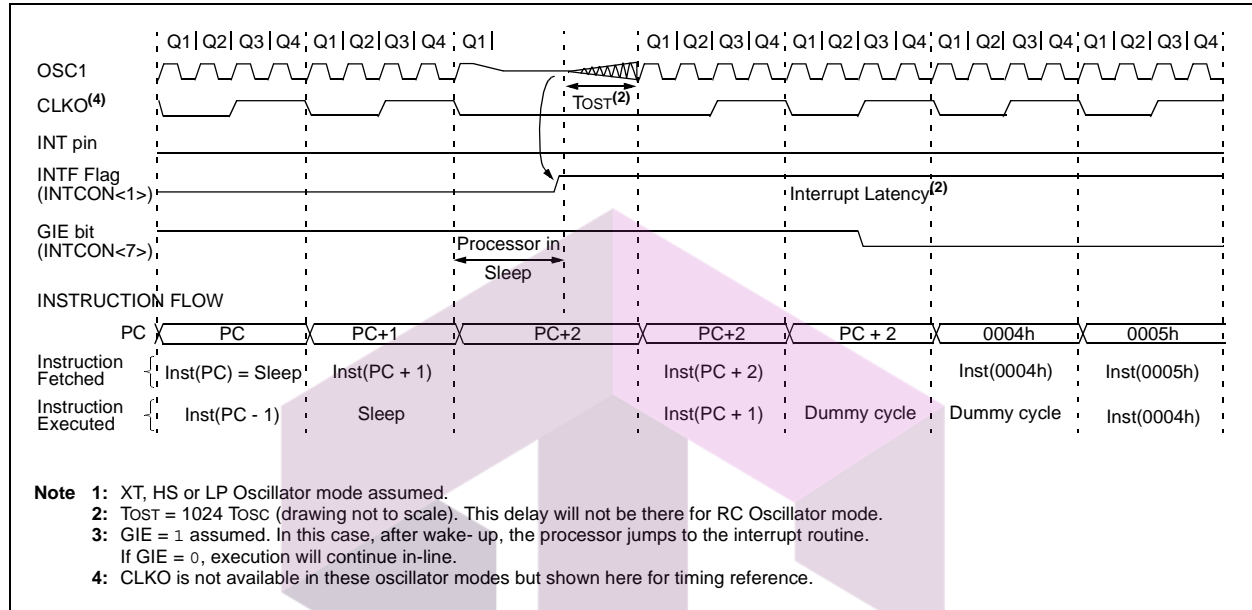 Q1 Q2 Q3 Q4 Q1 Q2 Q3 Q4 Q1 Q1 Q2 Q3 Q4 Q1 Q2 Q3 Q4 Q1 Q2 Q3 Q4 Q1 Q2 Q3 Q4
OSC1
TOST(2)
CLKO(4)
INT pin
INTF Flag
(INTCON<1>)
Interrupt Latency(2)
GIE bit
(INTCON<7>)
Processor in
Sleep
INSTRUCTION FLOW
PC PC PC+1 PC+2 PC+2 PC + 2 0004h 0005h
Instruction
Fetched
Inst(PC) = Sleep Inst(PC + 1) Inst(PC + 2) Inst(0004h) Inst(0005h)
Instruction
Executed
Inst(PC - 1) Sleep Inst(PC + 1) Dummy cycle Dummy cycle Inst(0004h)
Note 1: XT, HS or LP Oscillator mode assumed.
2: TOST = 1024 TOSC (drawing not to scale). This delay will not be there for RC Oscillator mode.
3: GIE = 1 assumed. In this case, after wake- up, the processor jumps to the interrupt routine.
If GIE = 0, execution will continue in-line.
4: CLKO is not available in these oscillator modes but shown here for timing reference.